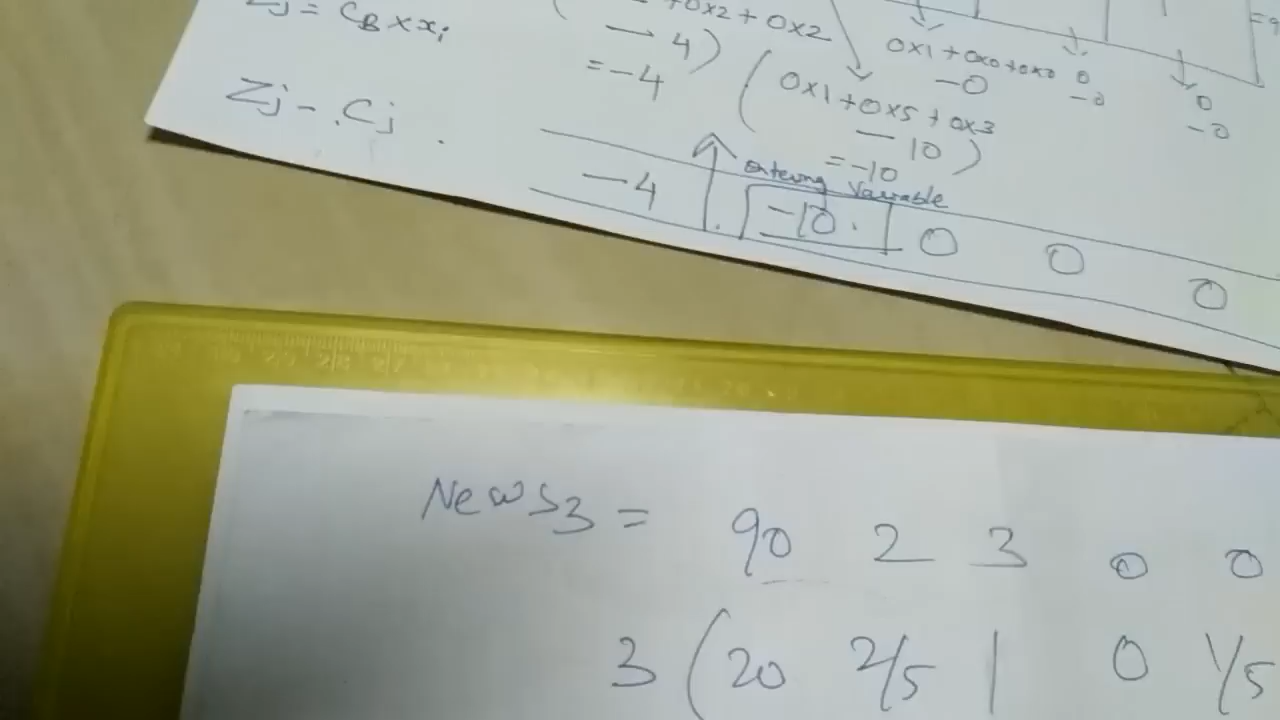 Zj = CB × xi
+0x2 + 0x2
- 4)
= -4
(0x1 + 0x5 + 0x3
- 10)
= -10
0x1 + 0x0 + 0x0
-0
0
-0
0
-0
Zj - Cj
Entering Variable
-4 -10 0 0 0
New S3 = 90 2 3 0 0
3 (20 2/5 1 0 1/5